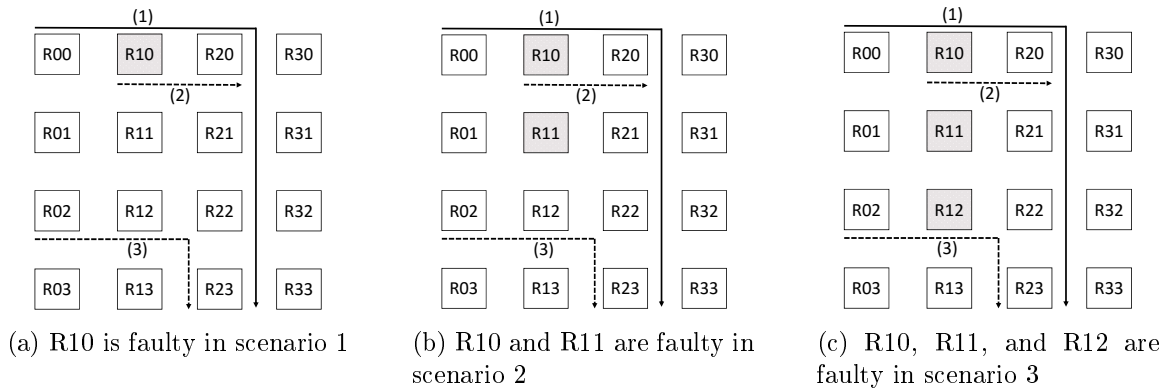 (1)
R00 R10 R20 R30
(2)
R01 R11 R21 R31
R02 R12 R22 R32
(3)
R03 R13 R23 R33
(a) R10 is faulty in scenario 1
(1)
R00 R10 R20 R30
(2)
R01 R11 R21 R31
R02 R12 R22 R32
(3)
R03 R13 R23 R33
(b) R10 and R11 are faulty in
scenario 2
(1)
R00 R10 R20 R30
(2)
R01 R11 R21 R31
R02 R12 R22 R32
(3)
R03 R13 R23 R33
(c) R10, R11, and R12 are
faulty in scenario 3